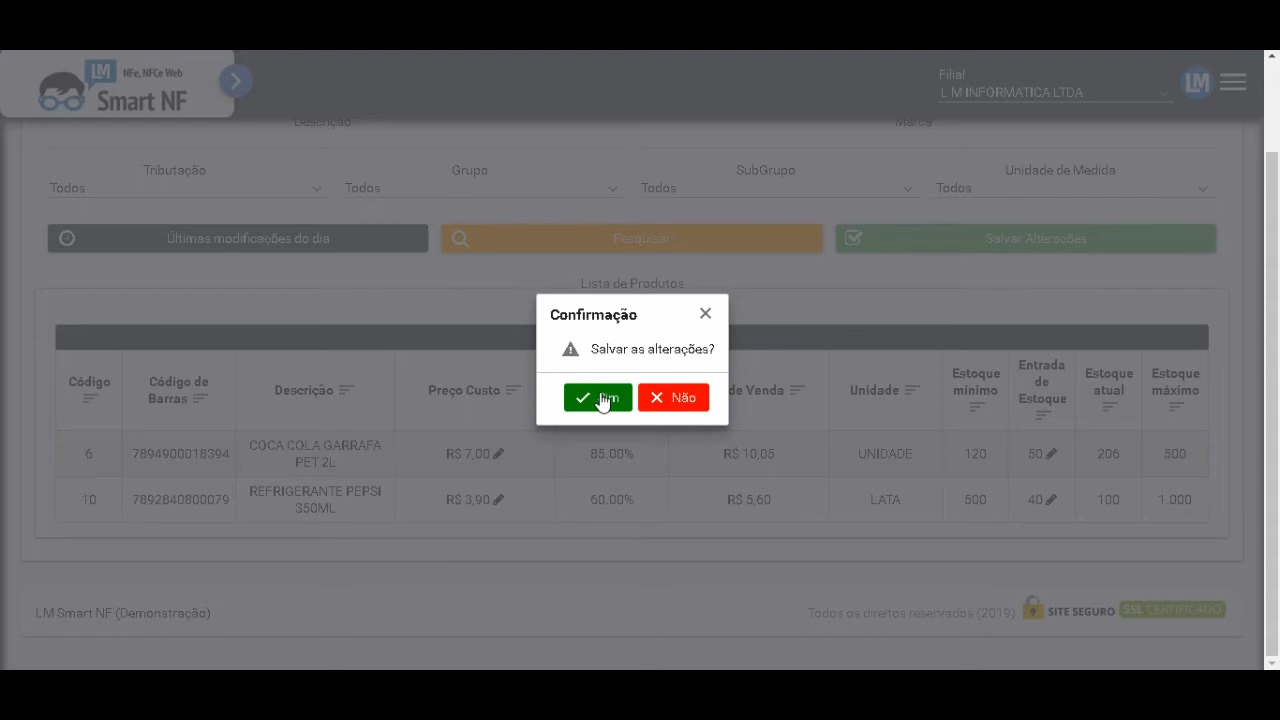 LM NFe, NFCe Web
Smart NF
Filial
L M INFORMATICA LTDA
LM
Descrição Marca
Tributação Grupo SubGrupo Unidade de Medida
Todos Todos Todos Todos
Últimas modificações do dia Pesquisar Salvar Alterações
Lista de Produtos
Confirmação
Salvar as alterações?
Não
Código Código de Barras Descrição Preço Custo de Venda Unidade Estoque mínimo Entrada de Estoque Estoque atual Estoque máximo
6 7894900018394 COCA COLA GARRAFA PET 2L R$ 7,00 85.00% R$ 10,05 UNIDADE 120 50 206 500
10 7892840800079 REFRIGERANTE PEPSI 350ML R$ 3,90 60.00% R$ 5,60 LATA 500 40 100 1.000
LM Smart NF (Demonstração) Todos os direitos reservados (2019) SITE SEGURO SSL CERTIFICADO